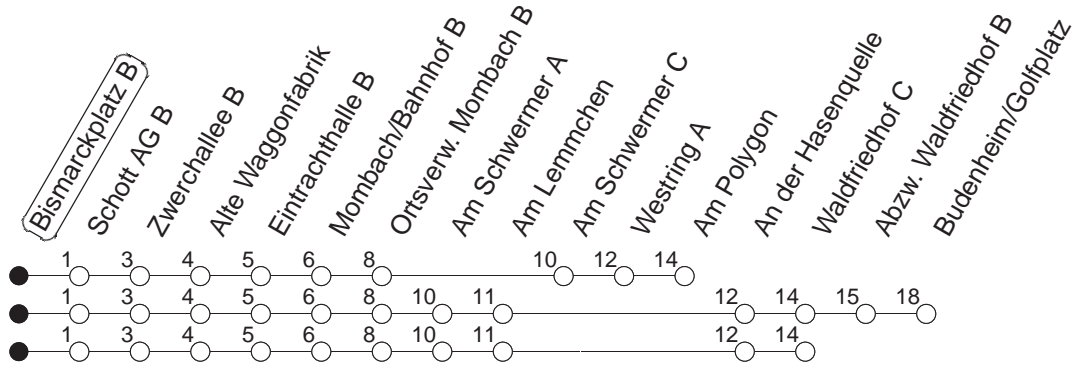 Bismarckplatz B
Schott AG B
Zwerchallee B
Alte Waggonfabrik
Eintrachthalle B
Mombach/Bahnhof B
Ortsverw. Mombach B
Am Schwermer A
Am Lemmchen
Am Schwermer C
Westring A
Am Polygon
An der Hasenquelle
Waldfriedhof C
Abzw. Waldfriedhof B
Budenheim/Golfplatz
1 3 4 5 6 8 10 12 14
1 3 4 5 6 8 10 11 12 14 15 18
1 3 4 5 6 8 10 11 12 14